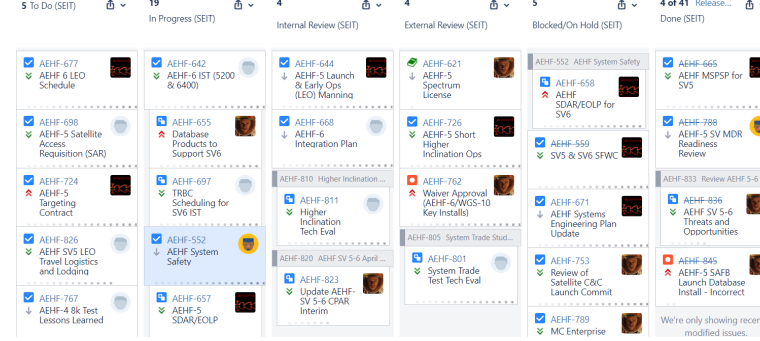 5 To Do (SEIT)
AEHF-677
AEHF 6 LEO
Schedule
AEHF-698
AEHF-5 Satellite
Access
Requisition (SAR)
AEHF-724
AEHF-5
Targeting
Contract
AEHF-826
AEHF SV5 LEO
Travel Logistics
and Lodging
AEHF-767
AEHF-4 8k Test
Lessons Learned
19
In Progress (SEIT)
AEHF-642
AEHF-6 IST (5200
& 6400)
AEHF-655
Database
Products to
Support SV6
AEHF-697
TRBC
Scheduling for
SV6 IST
AEHF-552
AEHF System
Safety
AEHF-657
AEHF-5
SDAR/EOLP
4
Internal Review (SEIT)
AEHF-644
AEHF-5 Launch
& Early Ops
(LEO) Manning
AEHF-668
AEHF-6
Integration Plan
AEHF-810 Higher Inclination ...
AEHF-811
Higher
Inclination
Tech Eval
AEHF-820 AEHF SV 5-6 April ...
AEHF-823
Update AEHF-
SV 5-6 CPAR
Interim
4
External Review (SEIT)
AEHF-621
AEHF-5
Spectrum
License
AEHF-726
AEHF-5 Short
Higher
Inclination Ops
AEHF-762
Waiver Approval
(AEHF-6/WGS-10
Key Installs)
AEHF-805 System Trade Stud...
AEHF-801
System Trade
Test Tech Eval
5
Blocked/On Hold (SEIT)
AEHF-552 AEHF System Safety
AEHF-658
AEHF
SDAR/EOLP for
SV6
AEHF-559
SV5 & SV6 SFWC
AEHF-671
AEHF Systems
Engineering Plan
Update
AEHF-753
Review of
Satellite C&C
Launch Commit
AEHF-789
MC Enterprise
4 of 41 Release...
Done (SEIT)
AEHF-665
AEHF MSPSP for
SV5
AEHF-788
AEHF-5 SV MDR
Readiness
Review
AEHF-833 Review AEHF 5-6
AEHF-836
AEHF SV 5-6
Threats and
Opportunities
AEHF-845
AEHF-5 SAFB
Launch Database
Install - Incorrect
We're only showing recen
modified issues.